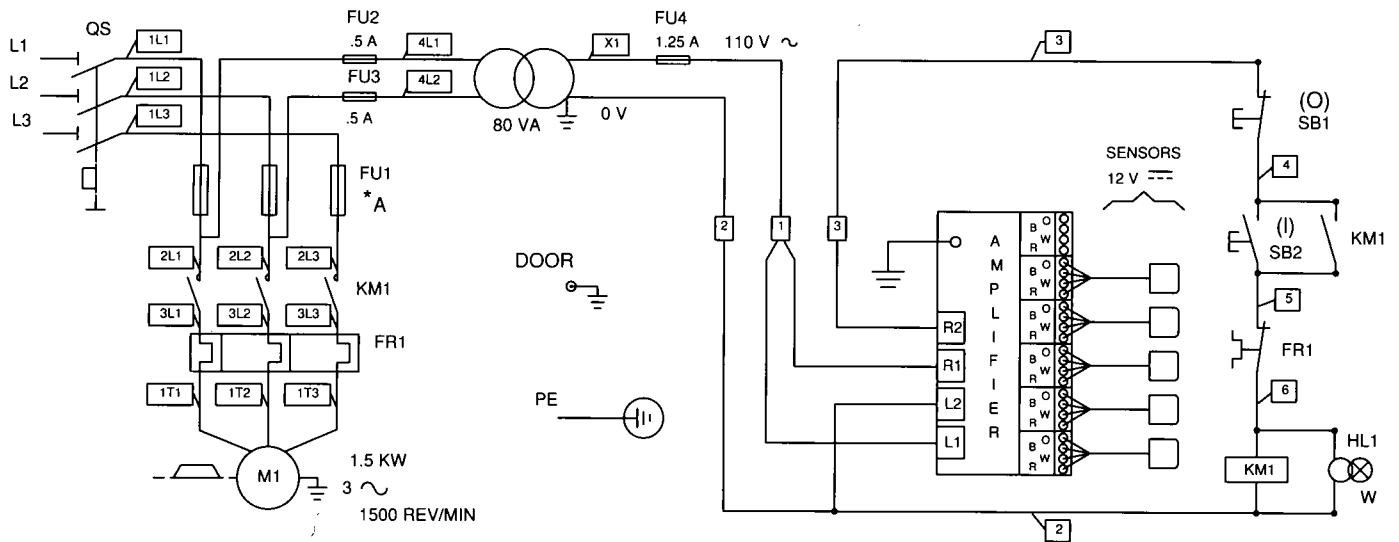 QS
L1
L2
L3
1L1
1L2
1L3
FU2
.5 A
4L1
FU3
.5 A
4L2
80 VA
X1
FU4
1.25 A
110 V ~
0 V
3
(O)
SB1
4
(I)
SB2
KM1
5
FR1
6
HL1
KM1
W
2
FU1
*A
2L1
2L2
2L3
KM1
3L1
3L2
3L3
FR1
1T1
1T2
1T3
M1
1.5 KW
3 ~
1500 REV/MIN
DOOR
PE
2
1
3
SENSORS
12 V
AMPLIFIER
R2
R1
L2
L1
B O W R
B O W R
B O W R
B O W R
B O W R
B O W R